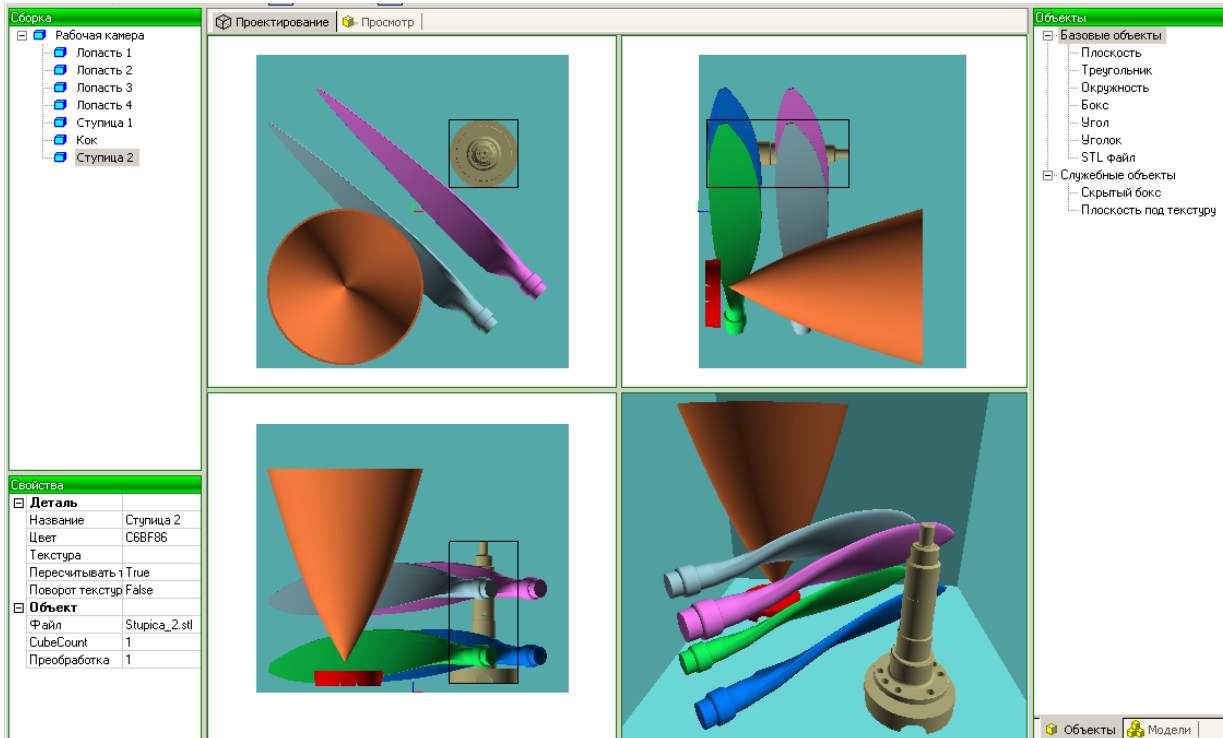 Сборка
Рабочая камера
Лопасть 1
Лопасть 2
Лопасть 3
Лопасть 4
Ступица 1
Кок
Ступица 2
Свойства
Деталь
Название Ступица 2
Цвет C6BF86
Текстура
Пересчитывать т True
Поворот текстур False
Объект
Файл Stupica_2.stl
CubeCount 1
Преобработка 1
Проектирование Просмотр
Объекты
Базовые объекты
Плоскость
Треугольник
Окружность
Бокс
Угол
Уголок
STL файл
Служебные объекты
Скрытый бокс
Плоскость под текстуру
Объекты Модели